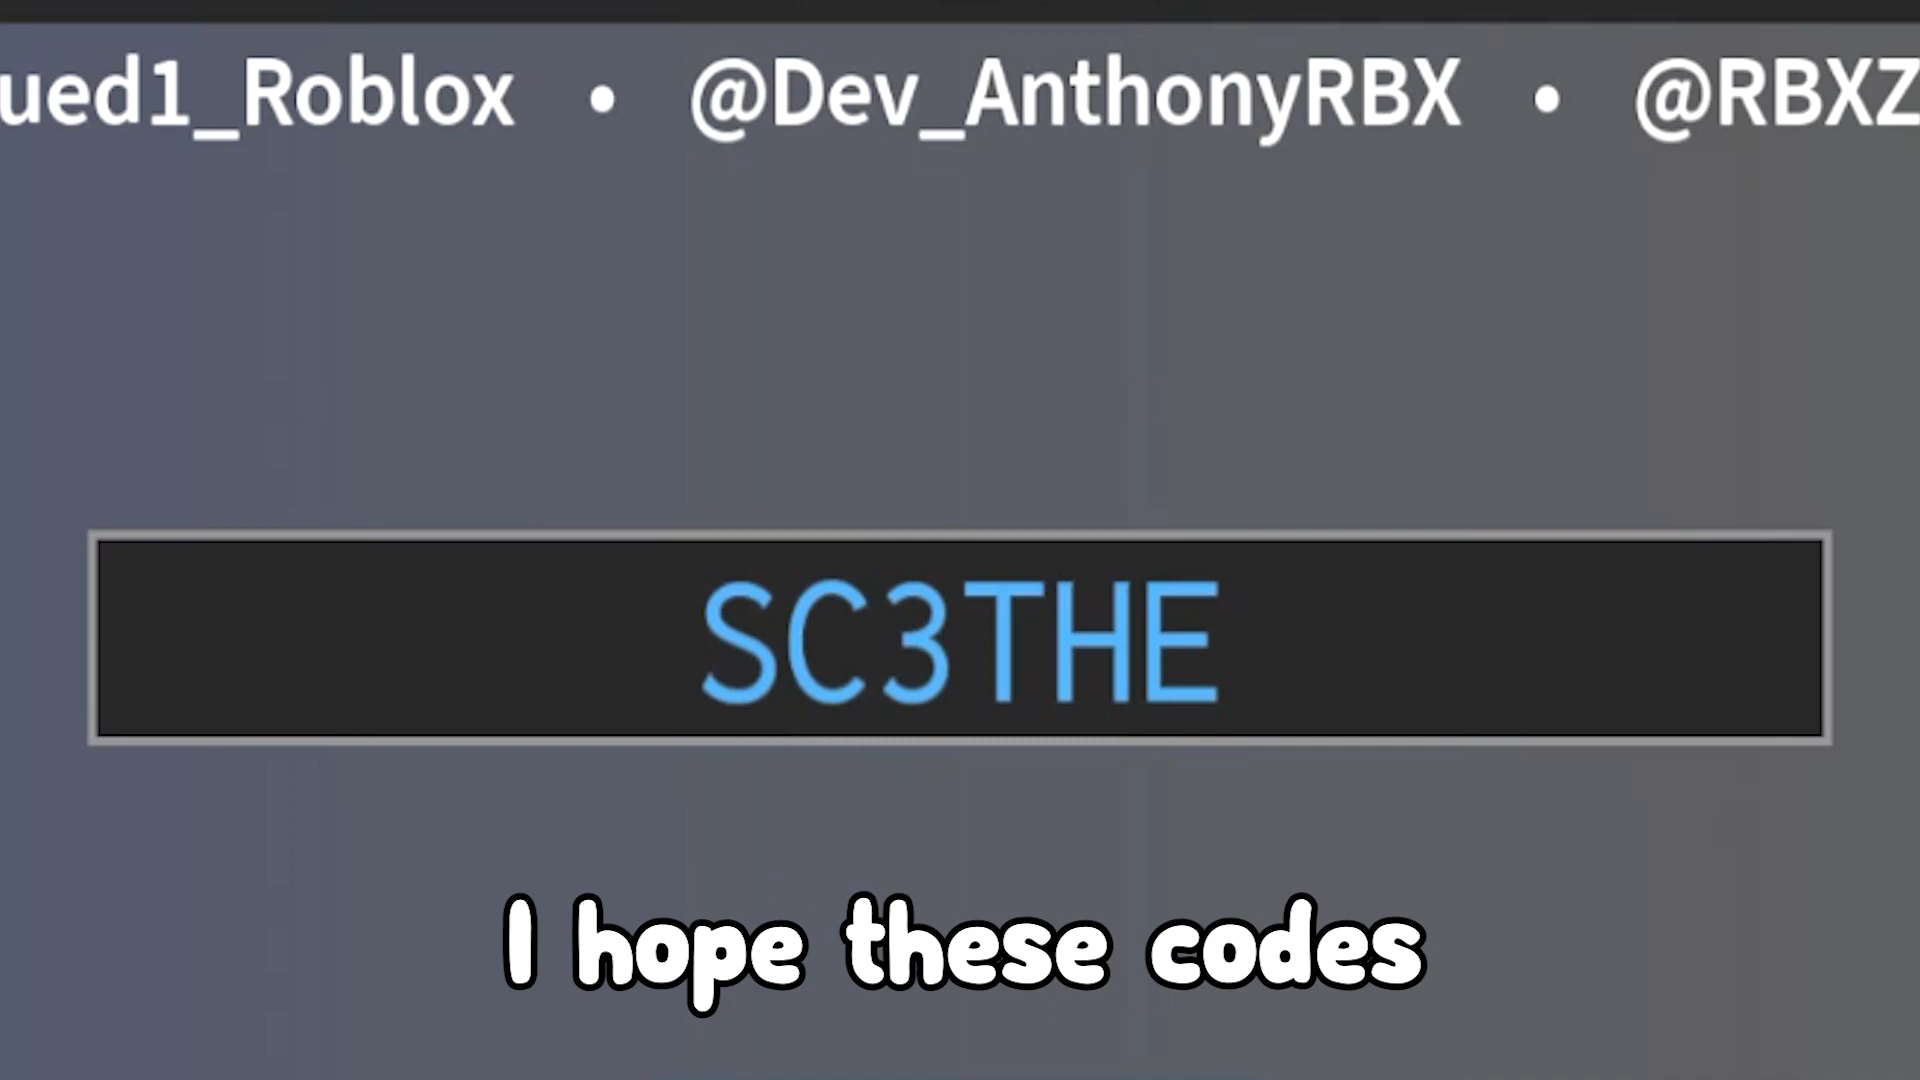 ued1_Roblox • @Dev_AnthonyRBX • @RBXZ
SC3THE
I hope these codes